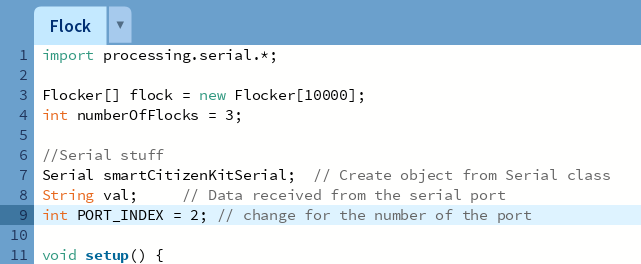 Flock ▼
1 import processing.serial.*;
2
3 Flocker[] flock = new Flocker[10000];
4 int numberOfFlocks = 3;
5
6 //Serial stuff
7 Serial smartCitizenKitSerial;  // Create object from Serial class
8 String val;     // Data received from the serial port
9 int PORT_INDEX = 2; // change for the number of the port
10
11 void setup() {